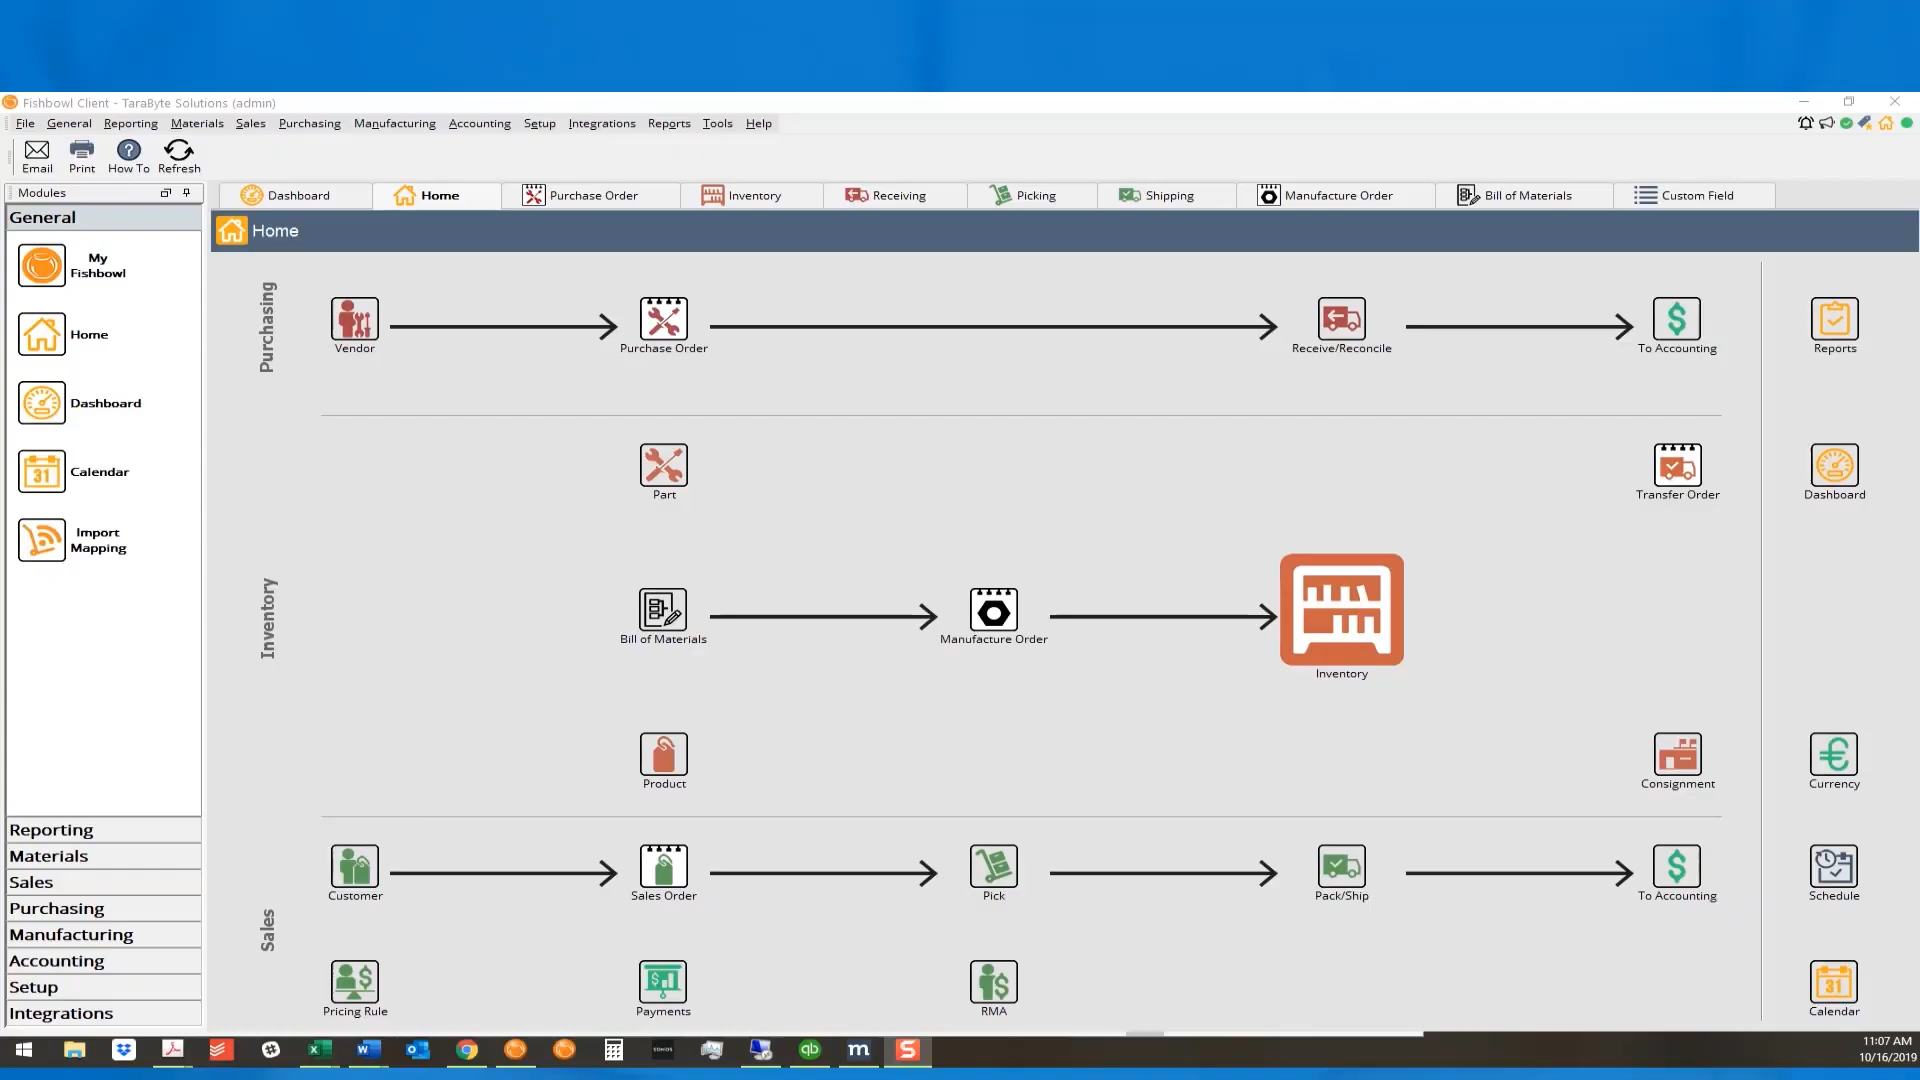 Fishbowl Client - TaraByte Solutions (admin)
File General Reporting Materials Sales Purchasing Manufacturing Accounting Setup Integrations Reports Tools Help
Email Print How To Refresh
Modules
General
My
Fishbowl
Home
Dashboard
Calendar
Import
Mapping
Reporting
Materials
Sales
Purchasing
Manufacturing
Accounting
Setup
Integrations
Dashboard Home Purchase Order Inventory Receiving Picking Shipping Manufacture Order Bill of Materials Custom Field
Home
Purchasing
Vendor Purchase Order Receive/Reconcile To Accounting Reports
Inventory
Part Transfer Order Dashboard
Bill of Materials Manufacture Order Inventory
Product Consignment Currency
Sales
Customer Sales Order Pick Pack/Ship To Accounting Schedule
Pricing Rule Payments RMA Calendar
31
31
SONOS
qb
m
S
11:07 AM
10/16/2019